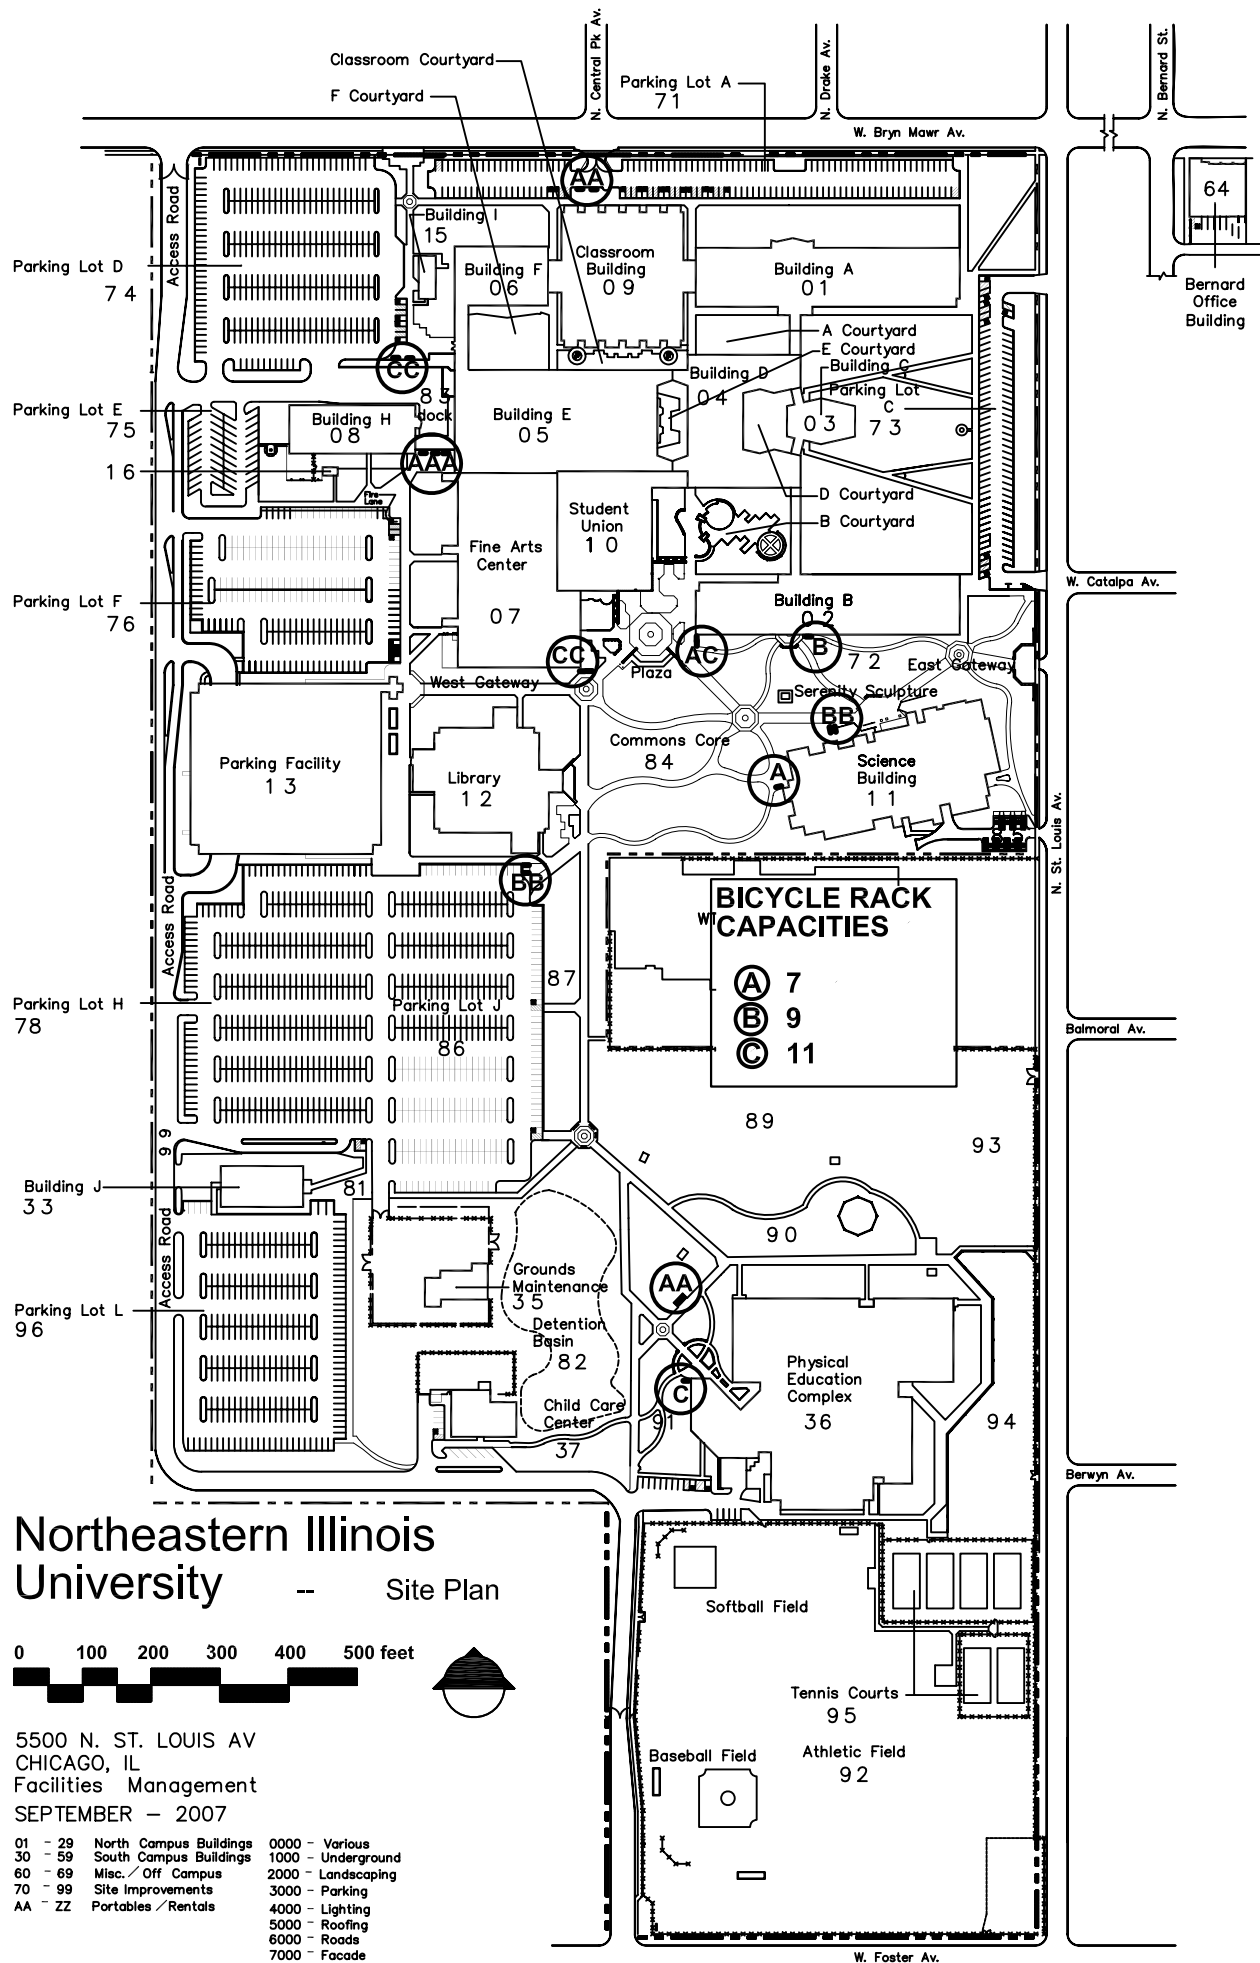 N. Central Pk Av.
N. Drake Av.
N. Bernard St.
Classroom Courtyard
F Courtyard
Parking Lot A
71
W. Bryn Mawr Av.
AA
64
Bernard
Office
Building
Access Road
Parking Lot D
74
Building I
15
Building F
06
Classroom
Building
09
Building A
01
A Courtyard
E Courtyard
Building C
Building D
04
Parking Lot
C
73
03
CC
83
dock
Parking Lot E
75
Building H
08
Building E
05
16
AAA
Fire
Lane
D Courtyard
B Courtyard
Student
Union
10
Fine Arts
Center
07
Parking Lot F
76
W. Catalpa Av.
Building B
02
CC
Plaza
AC
B
72
East Gateway
West Gateway
Serenity Sculpture
BB
Commons Core
84
Parking Facility
13
Library
12
A
Science
Building
11
N. St. Louis Av.
BB
Access Road
BICYCLE RACK
CAPACITIES
WT
A 7
B 9
C 11
87
Parking Lot H
78
Parking Lot J
86
Balmoral Av.
89
93
99
Building J
33
81
90
Access Road
Grounds
Maintenance
35
AA
Parking Lot L
96
Detention
Basin
82
Physical
Education
Complex
36
C
91
94
Child Care
Center
37
Berwyn Av.
Northeastern Illinois
University -- Site Plan
Softball Field
0 100 200 300 400 500 feet
Tennis Courts
95
5500 N. ST. LOUIS AV
CHICAGO, IL
Facilities Management
SEPTEMBER - 2007
Baseball Field
Athletic Field
92
01 - 29 North Campus Buildings 0000 - Various
30 - 59 South Campus Buildings 1000 - Underground
60 - 69 Misc./Off Campus 2000 - Landscaping
70 - 99 Site Improvements 3000 - Parking
AA - ZZ Portables/Rentals 4000 - Lighting
5000 - Roofing
6000 - Roads
7000 - Facade
W. Foster Av.